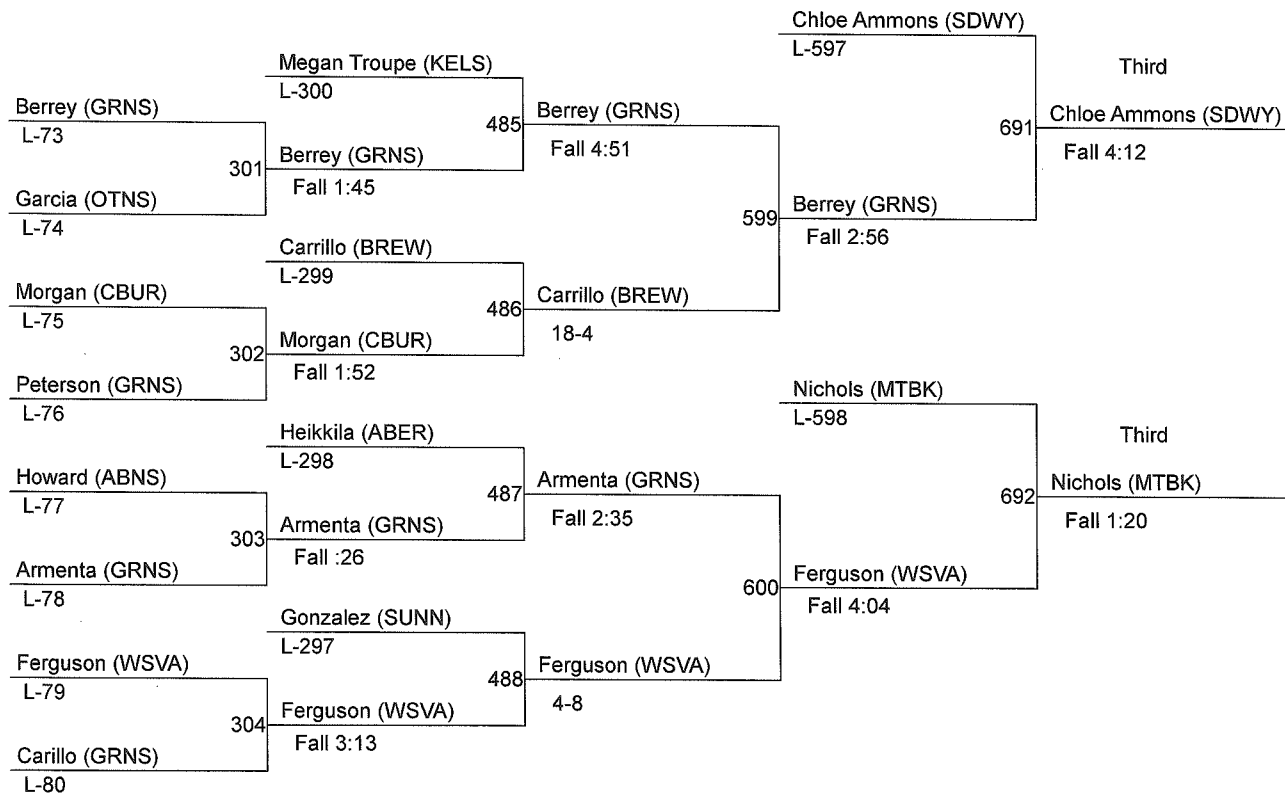 Chloe Ammons (SDWY)
L-597
Megan Troupe (KELS)
L-300
Third
Berrey (GRNS)
L-73
485
Berrey (GRNS)
Fall 4:51
691
Chloe Ammons (SDWY)
Fall 4:12
301
Berrey (GRNS)
Fall 1:45
Garcia (OTNS)
L-74
599
Berrey (GRNS)
Fall 2:56
Carrillo (BREW)
L-299
Morgan (CBUR)
L-75
486
Carrillo (BREW)
18-4
302
Morgan (CBUR)
Fall 1:52
Peterson (GRNS)
L-76
Nichols (MTBK)
L-598
Heikkila (ABER)
L-298
Third
Howard (ABNS)
L-77
487
Armenta (GRNS)
Fall 2:35
692
Nichols (MTBK)
Fall 1:20
303
Armenta (GRNS)
Fall :26
Armenta (GRNS)
L-78
600
Ferguson (WSVA)
Fall 4:04
Gonzalez (SUNN)
L-297
Ferguson (WSVA)
L-79
488
Ferguson (WSVA)
4-8
304
Ferguson (WSVA)
Fall 3:13
Carillo (GRNS)
L-80